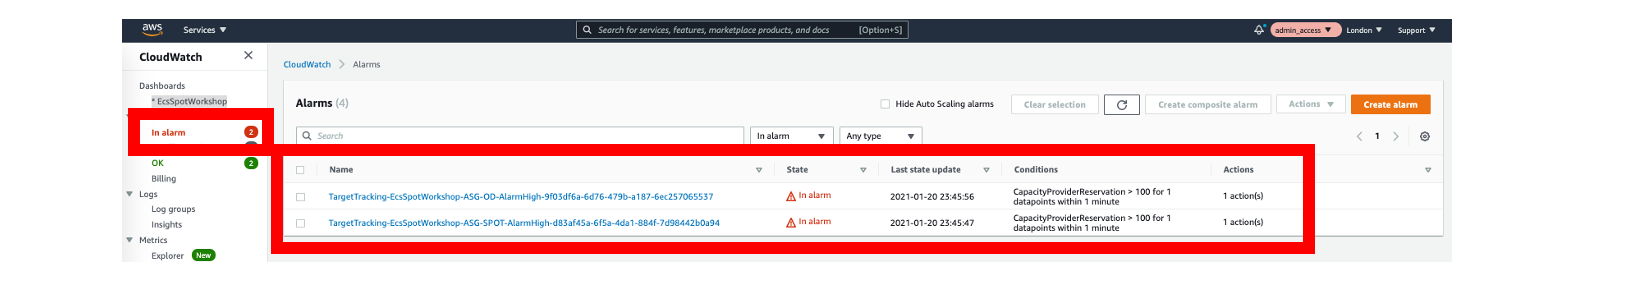 aws Services Search for services, features, marketplace products, and docs [Option+S] admin_access London Support
CloudWatch
CloudWatch > Alarms
Dashboards
* EcsSpotWorkshop
In alarm 2
OK 2
Billing
Logs
Log groups
Insights
Metrics
Explorer New
Alarms (4) Hide Auto Scaling alarms Clear selection Create composite alarm Actions Create alarm
Search In alarm Any type 1
Name State Last state update Conditions Actions
TargetTracking-EcsSpotWorkshop-ASG-OD-AlarmHigh-9f03df6a-6d76-479b-a187-6ec257065537 In alarm 2021-01-20 23:45:56 CapacityProviderReservation > 100 for 1 datapoints within 1 minute 1 action(s)
TargetTracking-EcsSpotWorkshop-ASG-SPOT-AlarmHigh-d83af45a-6f5a-4da1-884f-7d98442b0a94 In alarm 2021-01-20 23:45:47 CapacityProviderReservation > 100 for 1 datapoints within 1 minute 1 action(s)